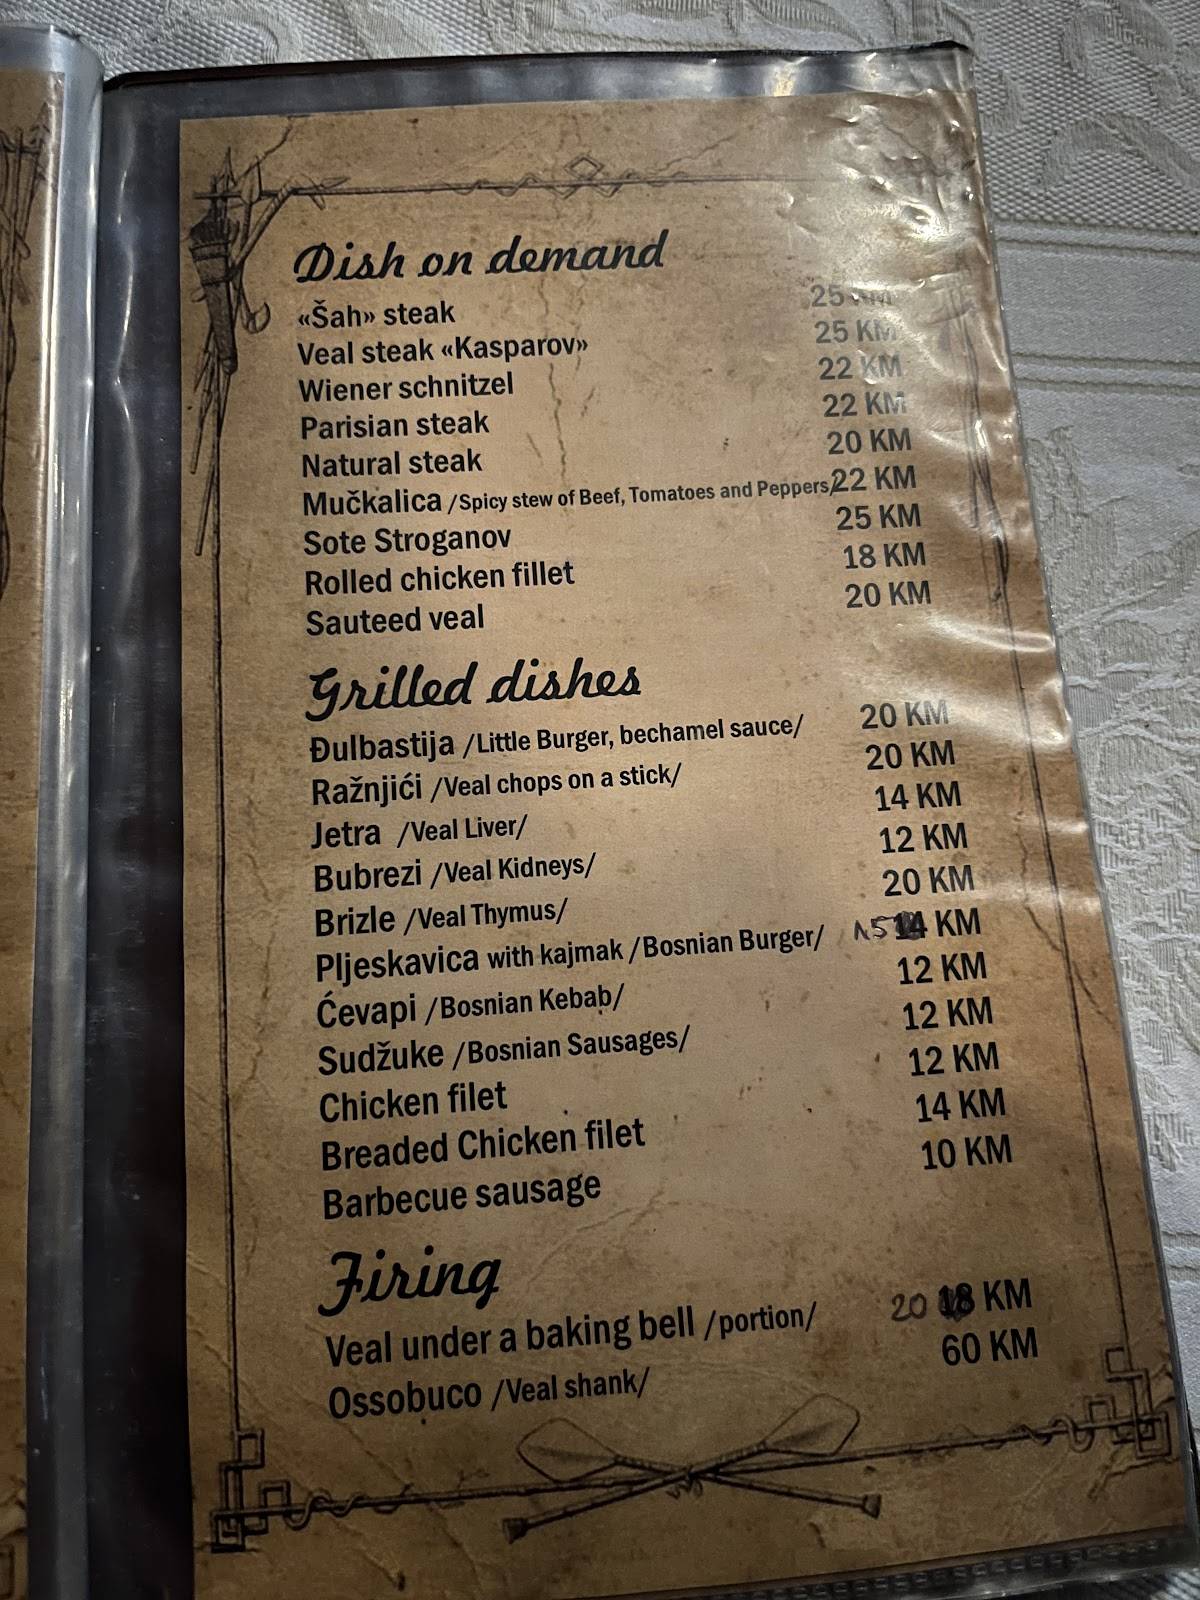 Dish on demand
«Šah» steak 25 KM
Veal steak «Kasparov» 25 KM
Wiener schnitzel 22 KM
Parisian steak 22 KM
Natural steak 20 KM
Mučkalica /Spicy stew of Beef, Tomatoes and Peppers/ 22 KM
Sote Stroganov 25 KM
Rolled chicken fillet 18 KM
Sauteed veal 20 KM
Grilled dishes
Đulbastija /Little Burger, bechamel sauce/ 20 KM
Ražnjići /Veal chops on a stick/ 20 KM
Jetra /Veal Liver/ 14 KM
Bubrezi /Veal Kidneys/ 12 KM
Brizle /Veal Thymus/ 20 KM
Pljeskavica with kajmak /Bosnian Burger/ 15 14 KM
Ćevapi /Bosnian Kebab/ 12 KM
Sudžuke /Bosnian Sausages/ 12 KM
Chicken filet 12 KM
Breaded Chicken filet 14 KM
Barbecue sausage 10 KM
Firing
Veal under a baking bell /portion/ 20 18 KM
Ossobuco /Veal shank/ 60 KM